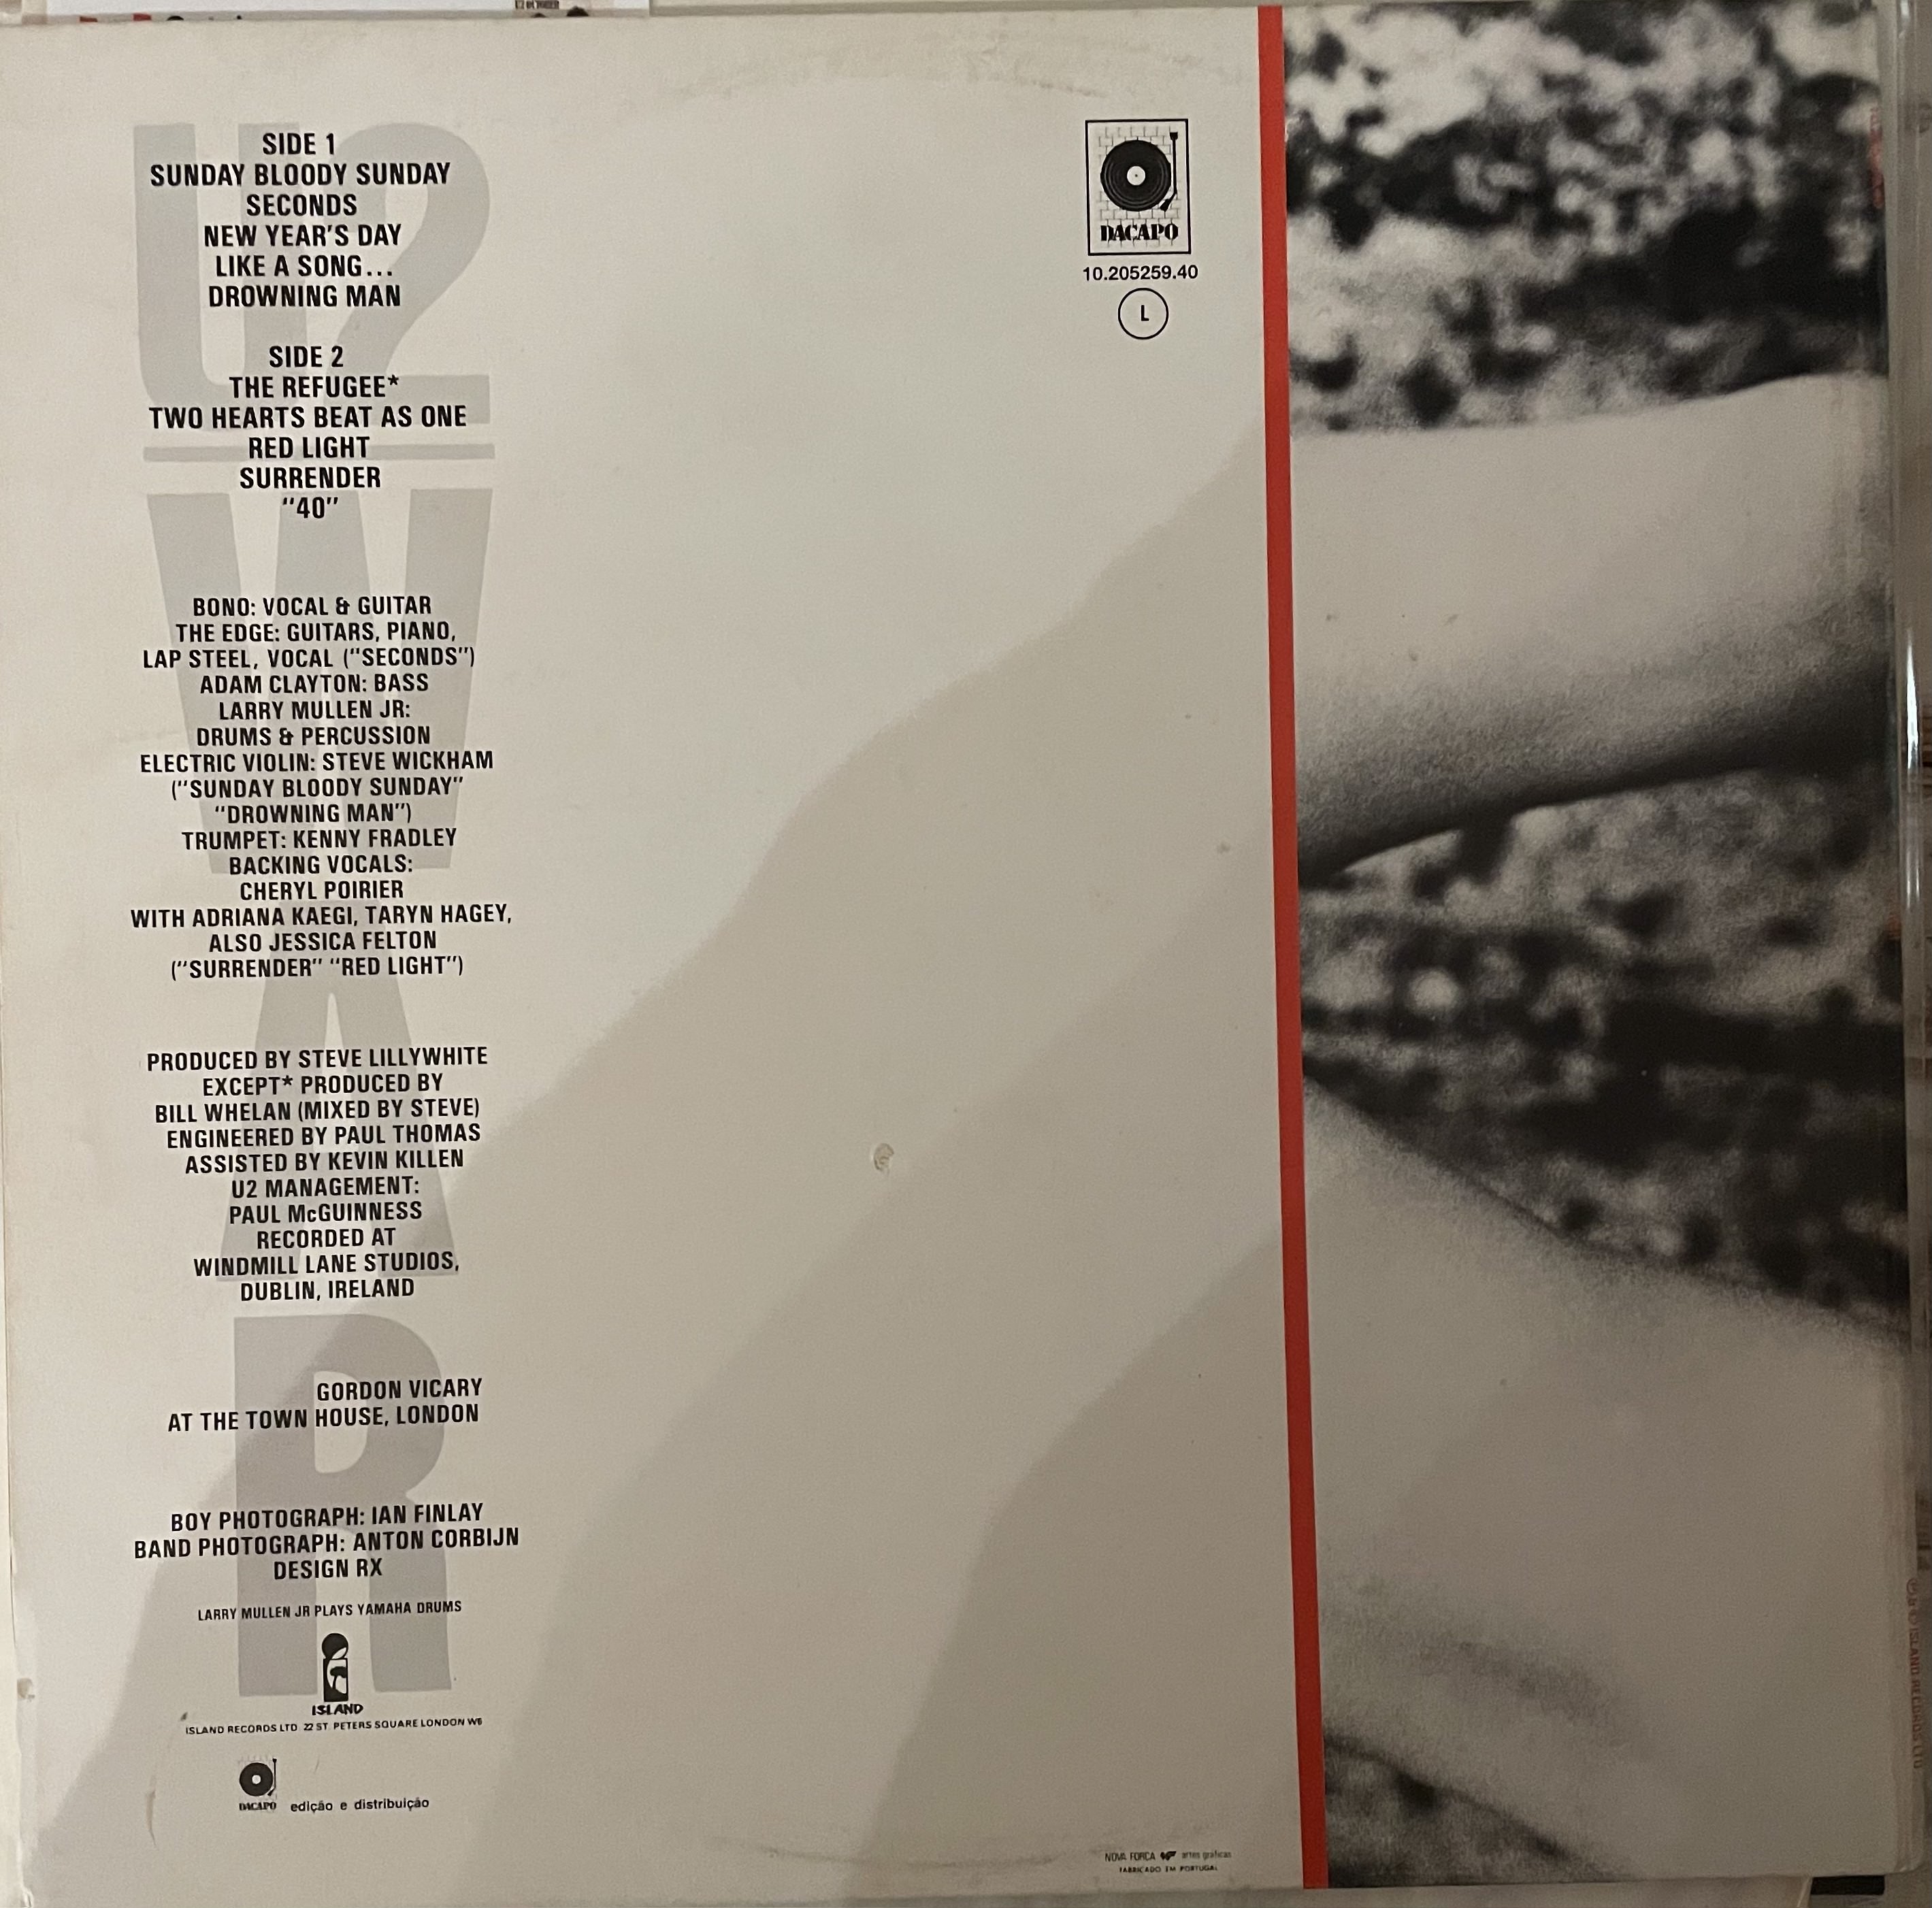 SIDE 1
SUNDAY BLOODY SUNDAY
SECONDS
NEW YEAR'S DAY
LIKE A SONG...
DROWNING MAN
SIDE 2
THE REFUGEE*
TWO HEARTS BEAT AS ONE
RED LIGHT
SURRENDER
"40"
BONO: VOCAL & GUITAR
THE EDGE: GUITARS, PIANO,
LAP STEEL, VOCAL ("SECONDS")
ADAM CLAYTON: BASS
LARRY MULLEN JR:
DRUMS & PERCUSSION
ELECTRIC VIOLIN: STEVE WICKHAM
("SUNDAY BLOODY SUNDAY"
"DROWNING MAN")
TRUMPET: KENNY FRADLEY
BACKING VOCALS:
CHERYL POIRIER
WITH ADRIANA KAEGI, TARYN HAGEY,
ALSO JESSICA FELTON
("SURRENDER" "RED LIGHT")
PRODUCED BY STEVE LILLYWHITE
EXCEPT* PRODUCED BY
BILL WHELAN (MIXED BY STEVE)
ENGINEERED BY PAUL THOMAS
ASSISTED BY KEVIN KILLEN
U2 MANAGEMENT:
PAUL McGUINNESS
RECORDED AT
WINDMILL LANE STUDIOS,
DUBLIN, IRELAND
GORDON VICARY
AT THE TOWN HOUSE, LONDON
BOY PHOTOGRAPH: IAN FINLAY
BAND PHOTOGRAPH: ANTON CORBIJN
DESIGN RX
LARRY MULLEN JR PLAYS YAMAHA DRUMS
ISLAND
ISLAND RECORDS LTD 22 ST. PETERS SQUARE LONDON W6
DACAPO edição e distribuição
U2
WAR
DACAPO
10.205259.40
L
NOVA FORÇA artes gráficas
FABRICADO EM PORTUGAL
ISLAND RECORDS LTD